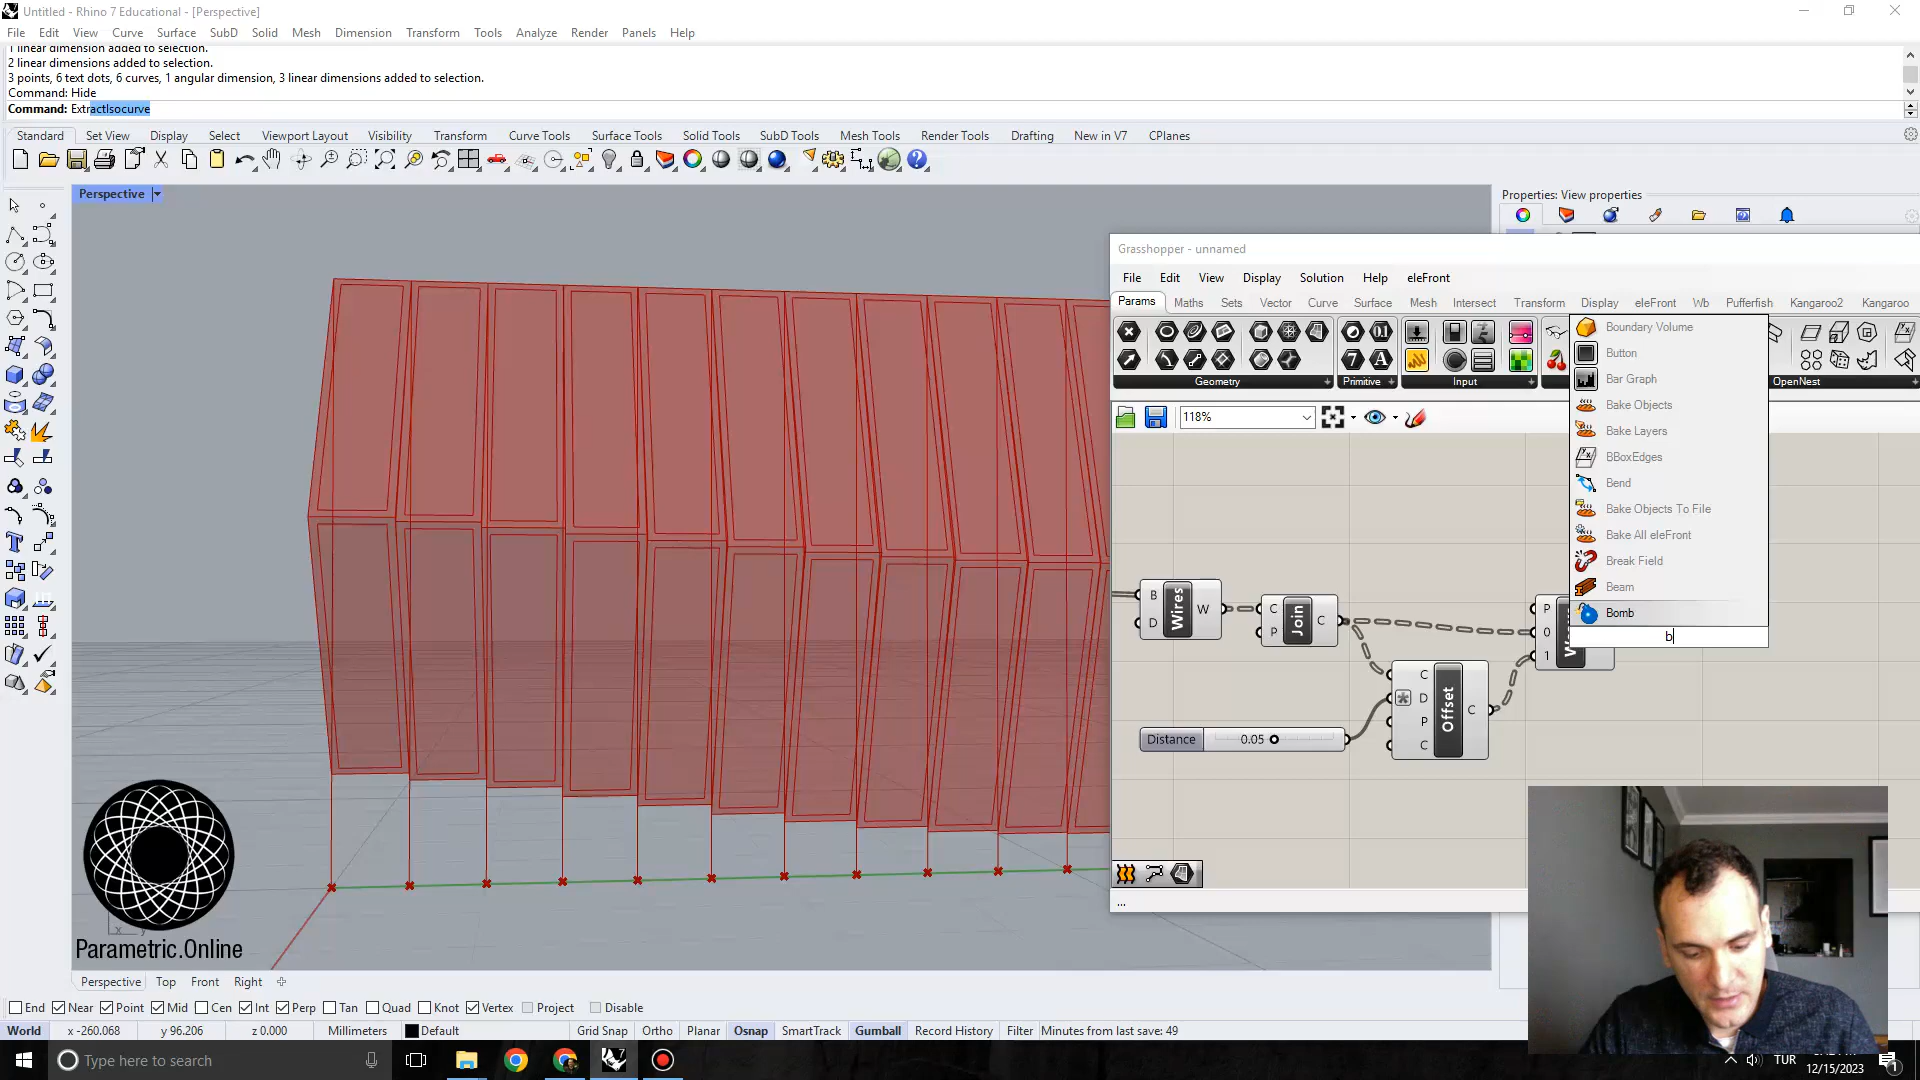 Untitled - Rhino 7 Educational - [Perspective]
File Edit View Curve Surface SubD Solid Mesh Dimension Transform Tools Analyze Render Panels Help
1 linear dimension added to selection.
2 linear dimensions added to selection.
3 points, 6 text dots, 6 curves, 1 angular dimension, 3 linear dimensions added to selection.
Command: Hide
Command: ExtractIsocurve
Standard Set View Display Select Viewport Layout Visibility Transform Curve Tools Surface Tools Solid Tools SubD Tools Mesh Tools Render Tools Drafting New in V7 CPlanes
Perspective
Properties: View properties
Grasshopper - unnamed
File Edit View Display Solution Help eleFront
Params Maths Sets Vector Curve Surface Mesh Intersect Transform Display eleFront Wb Pufferfish Kangaroo2 Kangaroo
Geometry Primitive Input OpenNest
118%
Boundary Volume
Button
Bar Graph
Bake Objects
Bake Layers
BBoxEdges
Bend
Bake Objects To File
Bake All eleFront
Break Field
Beam
Bomb
b
B D Wires W
C P Join C
P 0 1
C D P C Offset C
Distance 0.05
...
x y
Parametric.Online
Perspective Top Front Right
End Near Point Mid Cen Int Perp Tan Quad Knot Vertex Project Disable
World x -260.068 y 96.206 z 0.000 Millimeters Default Grid Snap Ortho Planar Osnap SmartTrack Gumball Record History Filter Minutes from last save: 49
Type here to search
TUR
12/15/2023
1